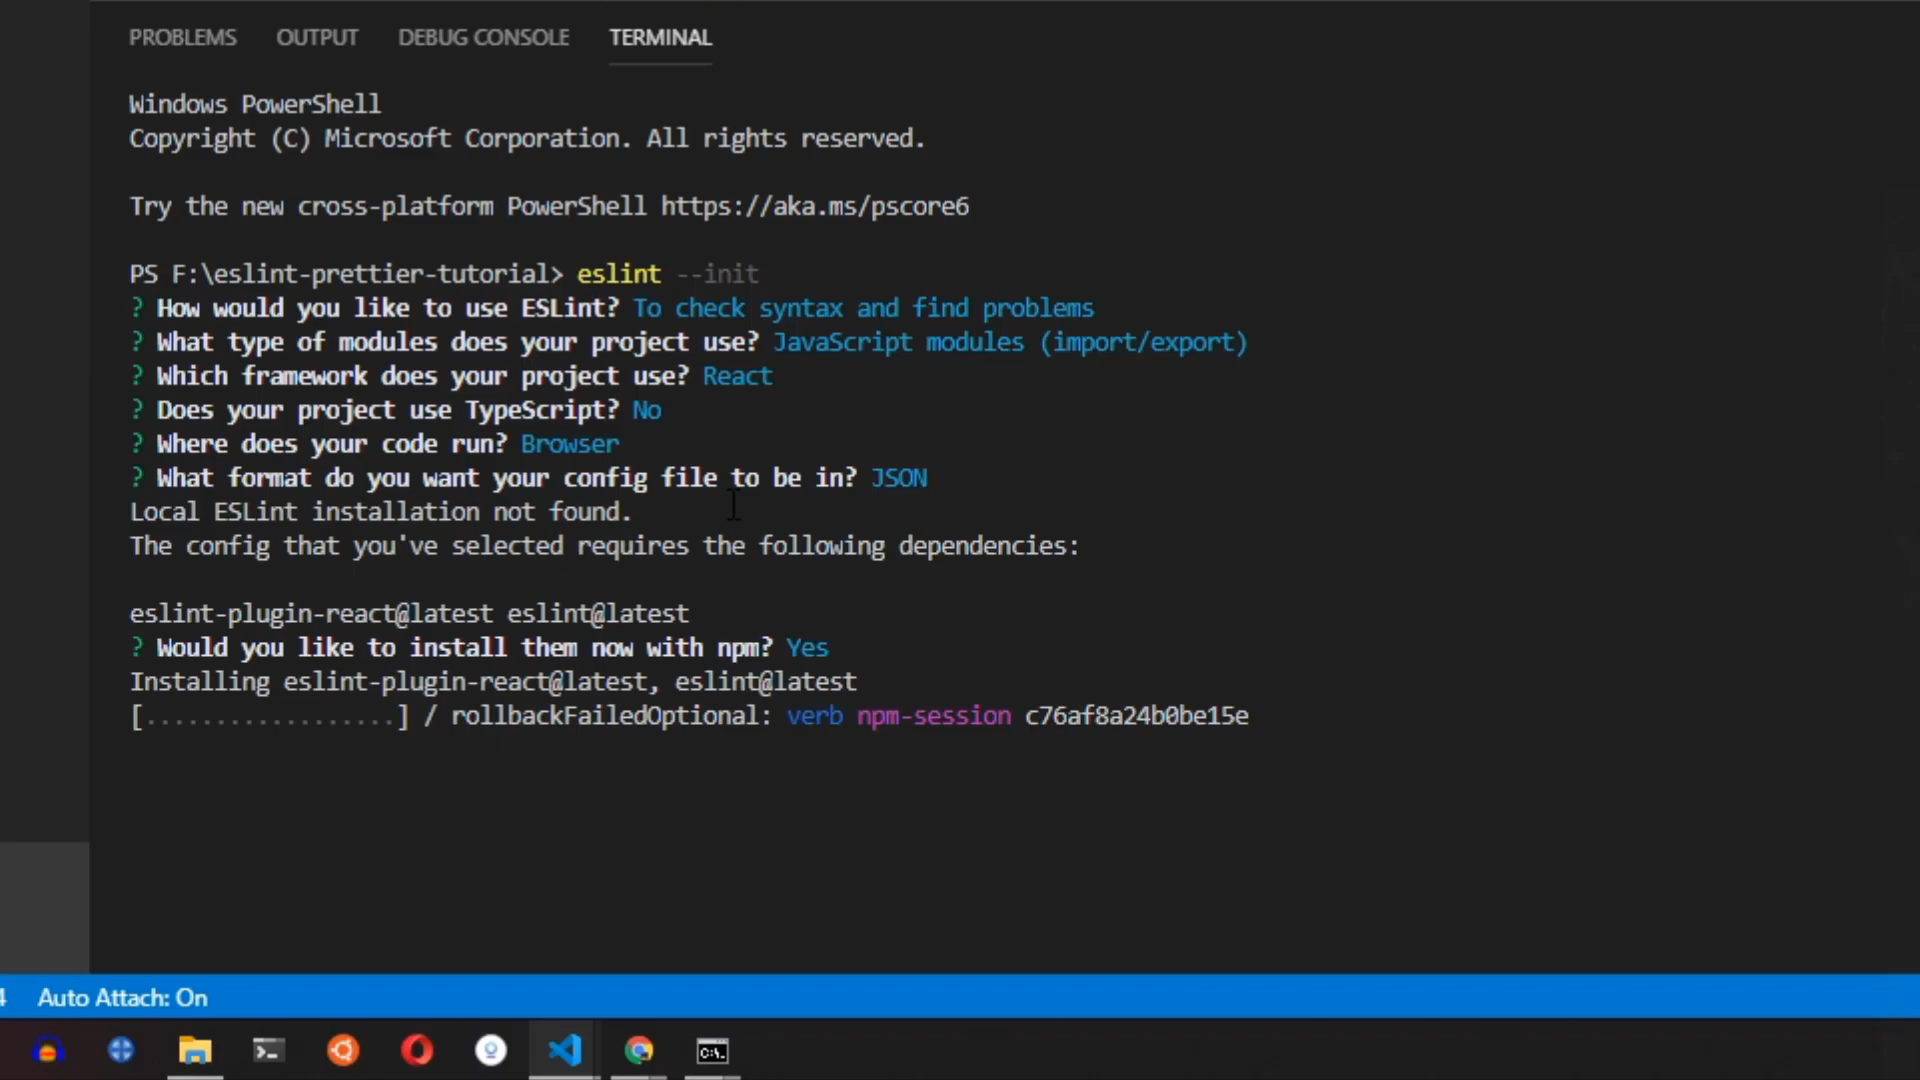 PROBLEMS OUTPUT DEBUG CONSOLE TERMINAL
Windows PowerShell
Copyright (C) Microsoft Corporation. All rights reserved.
Try the new cross-platform PowerShell https://aka.ms/pscore6
PS F:\eslint-prettier-tutorial> eslint --init
? How would you like to use ESLint? To check syntax and find problems
? What type of modules does your project use? JavaScript modules (import/export)
? Which framework does your project use? React
? Does your project use TypeScript? No
? Where does your code run? Browser
? What format do you want your config file to be in? JSON
Local ESLint installation not found.
The config that you've selected requires the following dependencies:
eslint-plugin-react@latest eslint@latest
? Would you like to install them now with npm? Yes
Installing eslint-plugin-react@latest, eslint@latest
[..................] / rollbackFailedOptional: verb npm-session c76af8a24b0be15e
4 Auto Attach: On
C:\.